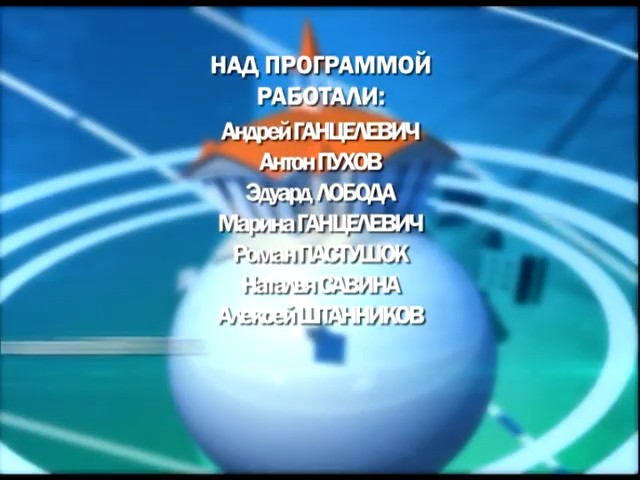 НАД ПРОГРАММОЙ
РАБОТАЛИ:
Андрей ГАНЦЕЛЕВИЧ
Антон ПУХОВ
Эдуард ЛОБОДА
Марина ГАНЦЕЛЕВИЧ
Роман ПАСТУШОК
Наталья САВИНА
Алексей ШТАННИКОВ